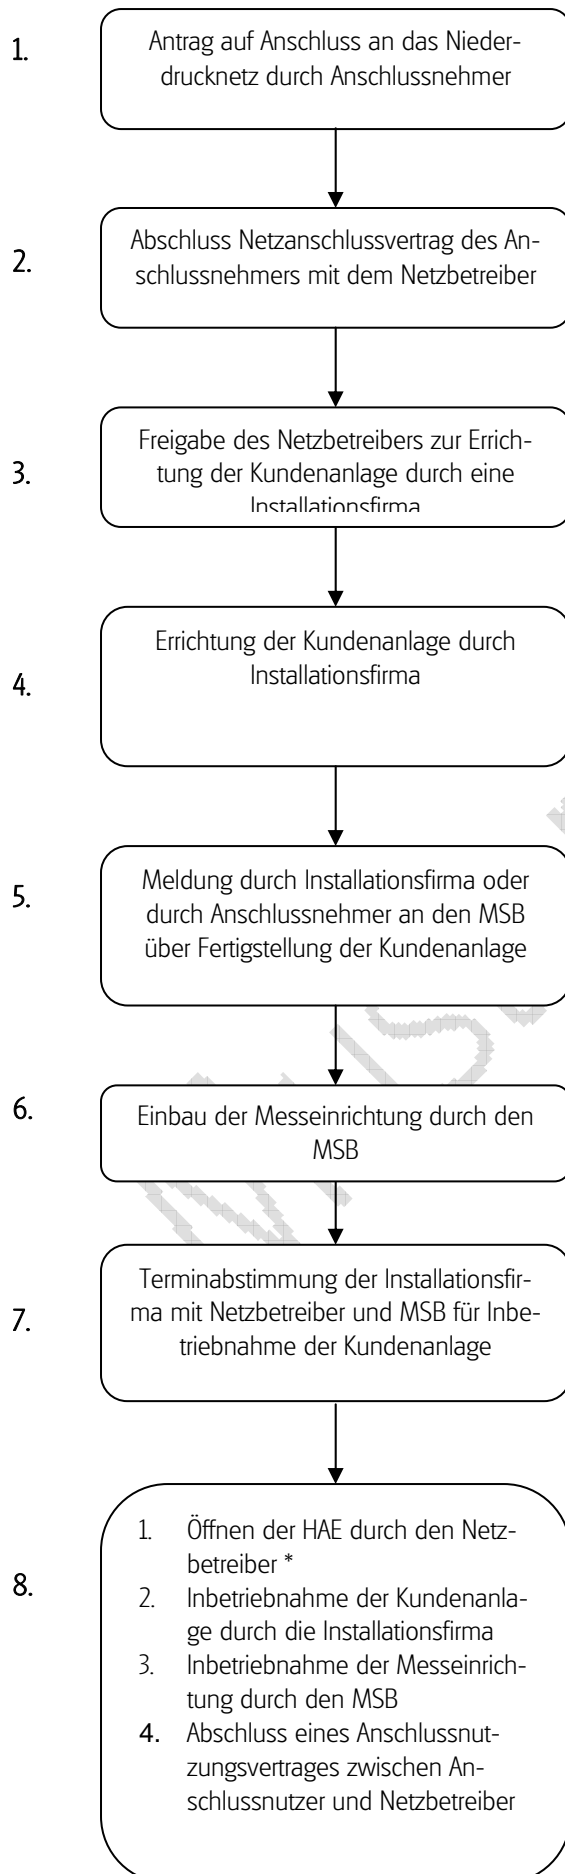 1.
Antrag auf Anschluss an das Nieder-
drucknetz durch Anschlussnehmer
2.
Abschluss Netzanschlussvertrag des An-
schlussnehmers mit dem Netzbetreiber
3.
Freigabe des Netzbetreibers zur Errich-
tung der Kundenanlage durch eine
Installationsfirma
4.
Errichtung der Kundenanlage durch
Installationsfirma
5.
Meldung durch Installationsfirma oder
durch Anschlussnehmer an den MSB
über Fertigstellung der Kundenanlage
6.
Einbau der Messeinrichtung durch den
MSB
7.
Terminabstimmung der Installationsfir-
ma mit Netzbetreiber und MSB für Inbe-
triebnahme der Kundenanlage
8.
1. Öffnen der HAE durch den Netz-
betreiber *
2. Inbetriebnahme der Kundenanla-
ge durch die Installationsfirma
3. Inbetriebnahme der Messeinrich-
tung durch den MSB
4. Abschluss eines Anschlussnut-
zungsvertrages zwischen An-
schlussnutzer und Netzbetreiber